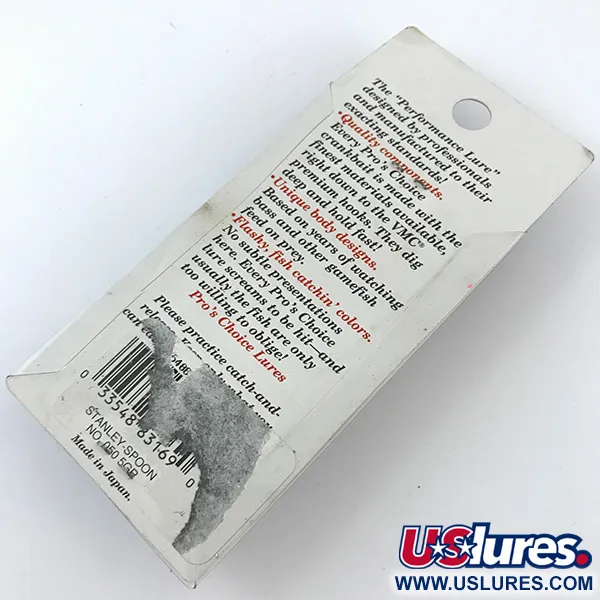 The "Performance Lure"
designed by professionals
and manufactured to their
exacting standards!
•Quality components.
Every Pro's Choice
crankbait is made with the
finest materials available,
right down to the VMC
premium hooks. They dig
deep and hold fast.
•Unique body designs.
Based on years of watching
bass and other gamefish
feed on prey.
•Flashy, fish catchin' colors.
No subtle presentations
here. Every Pro's Choice
lure screams to be hit—and
usually the fish are only
too willing to oblige!
Pro's Choice Lures
Please practice catch-and-
0 33548 63169 0
STANLEY-SPOON
NO. 050 5GR
Made in Japan.
USlures.
WWW.USLURES.COM